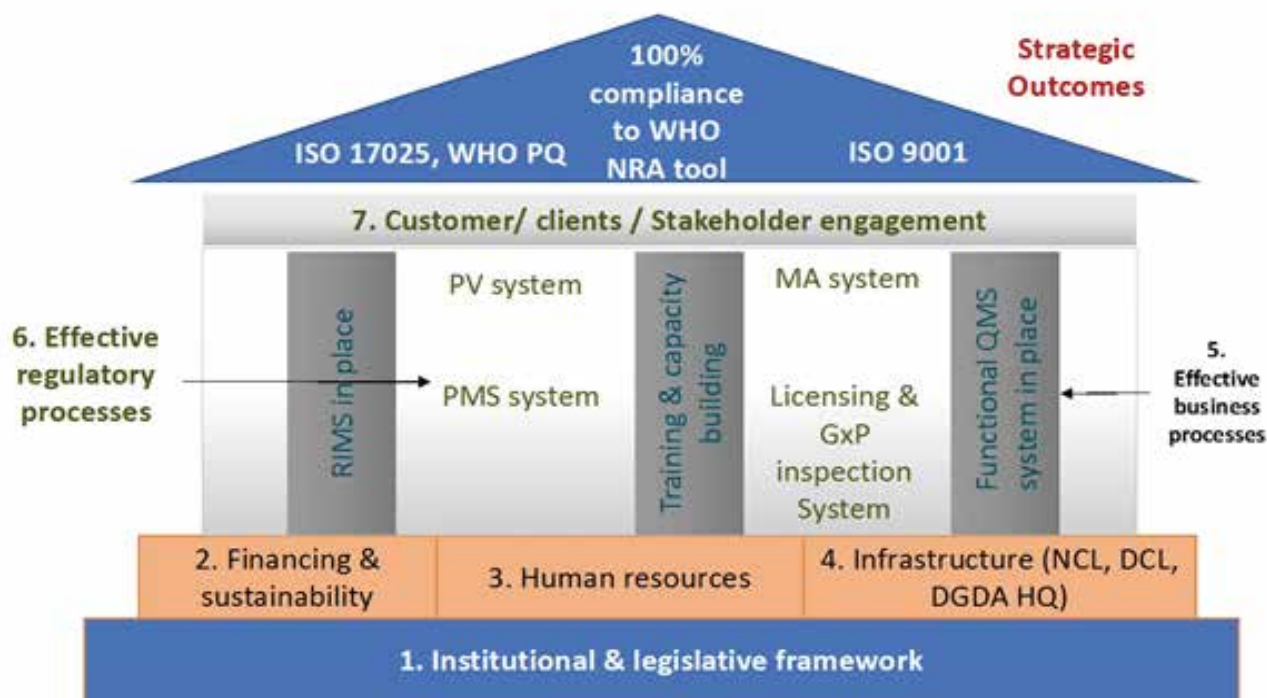 100%
compliance
to WHO
NRA tool
Strategic
Outcomes
ISO 17025, WHO PQ
ISO 9001
7. Customer/ clients / Stakeholder engagement
RIMS in place
PV system
PMS system
Training & capacity
building
MA system
Licensing &
GxP
inspection
System
Functional QMS
system in place
6. Effective
regulatory
processes
5.
Effective
business
processes
2. Financing &
sustainability
3. Human resources
4. Infrastructure (NCL, DCL,
DGDA HQ)
1. Institutional & legislative framework